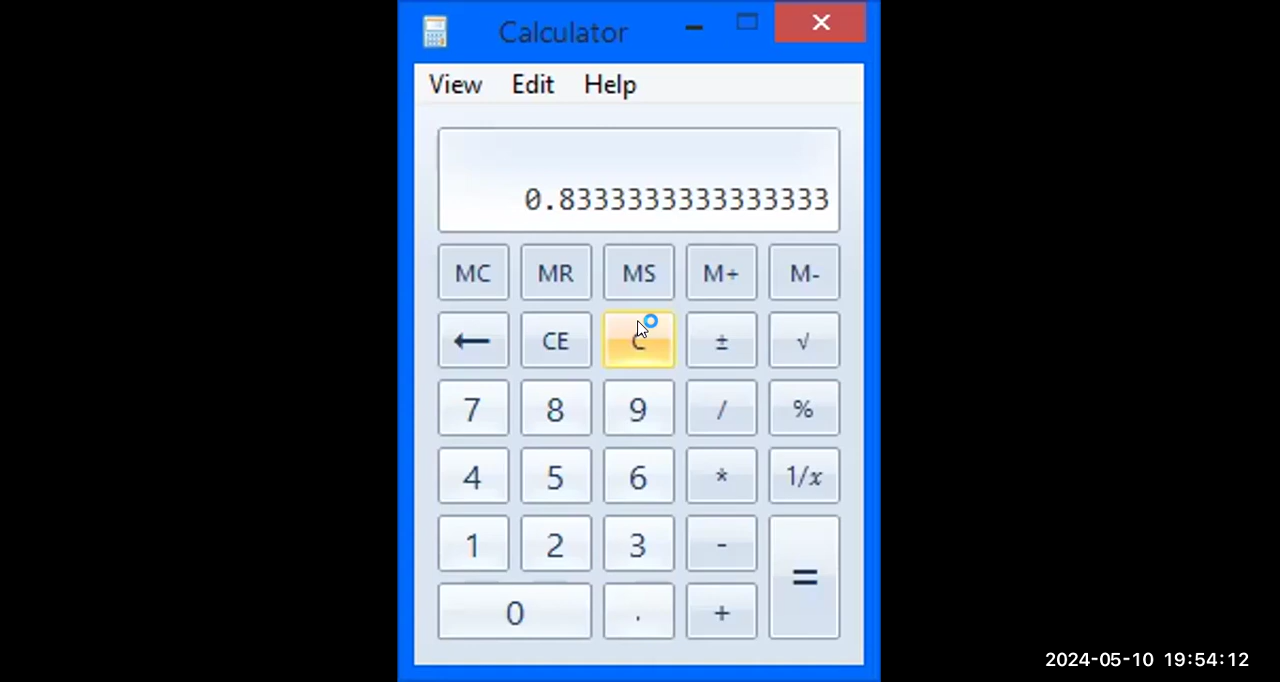 Calculator
View Edit Help
0.8333333333333333
MC MR MS M+ M-
← CE C ± √
7 8 9 / %
4 5 6 * 1/x
1 2 3 - =
0 . +
2024-05-10 19:54:12